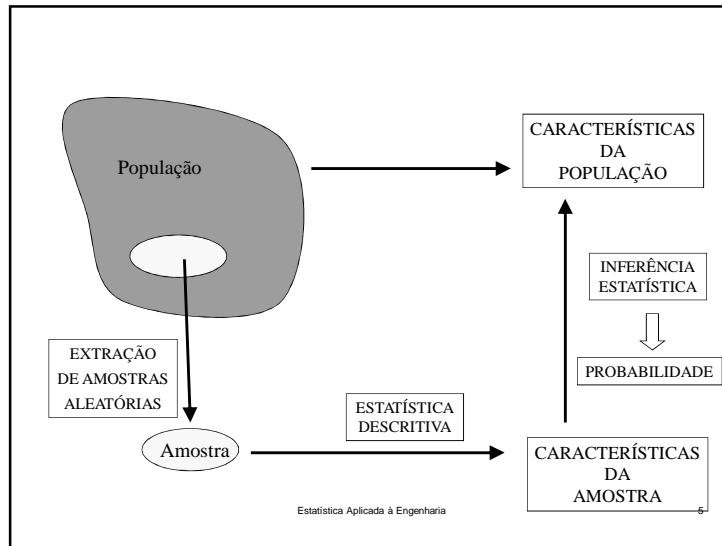 População
CARACTERÍSTICAS
DA
POPULAÇÃO
INFERÊNCIA
ESTATÍSTICA
PROBABILIDADE
EXTRAÇÃO
DE AMOSTRAS
ALEATÓRIAS
ESTATÍSTICA
DESCRITIVA
Amostra
CARACTERÍSTICAS
DA
AMOSTRA
Estatística Aplicada à Engenharia
5